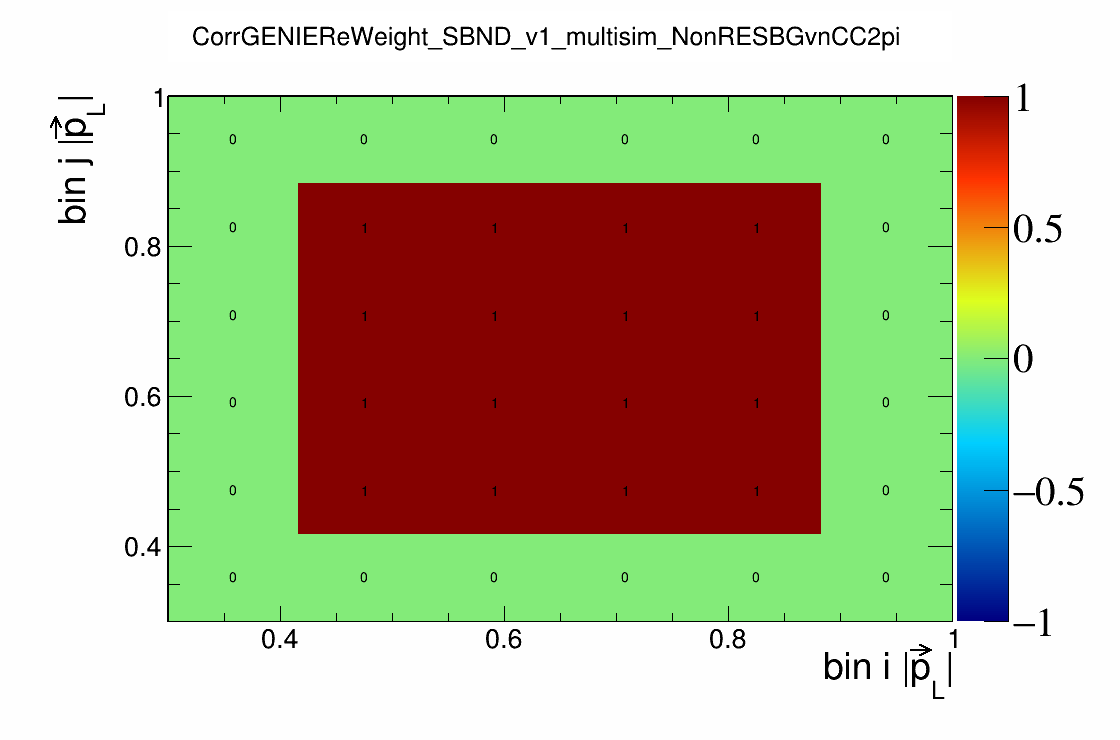 CorrGENIEReWeight_SBND_v1_multisim_NonRESBGvnCC2pi
bin j |p⃗_L|
1
0.8
0.6
0.4
0 0 0 0 0 0
0 1 1 1 1 0
0 1 1 1 1 0
0 1 1 1 1 0
0 1 1 1 1 0
0 0 0 0 0 0
0.4 0.6 0.8 1
bin i |p⃗_L|
1
0.5
0
−0.5
−1